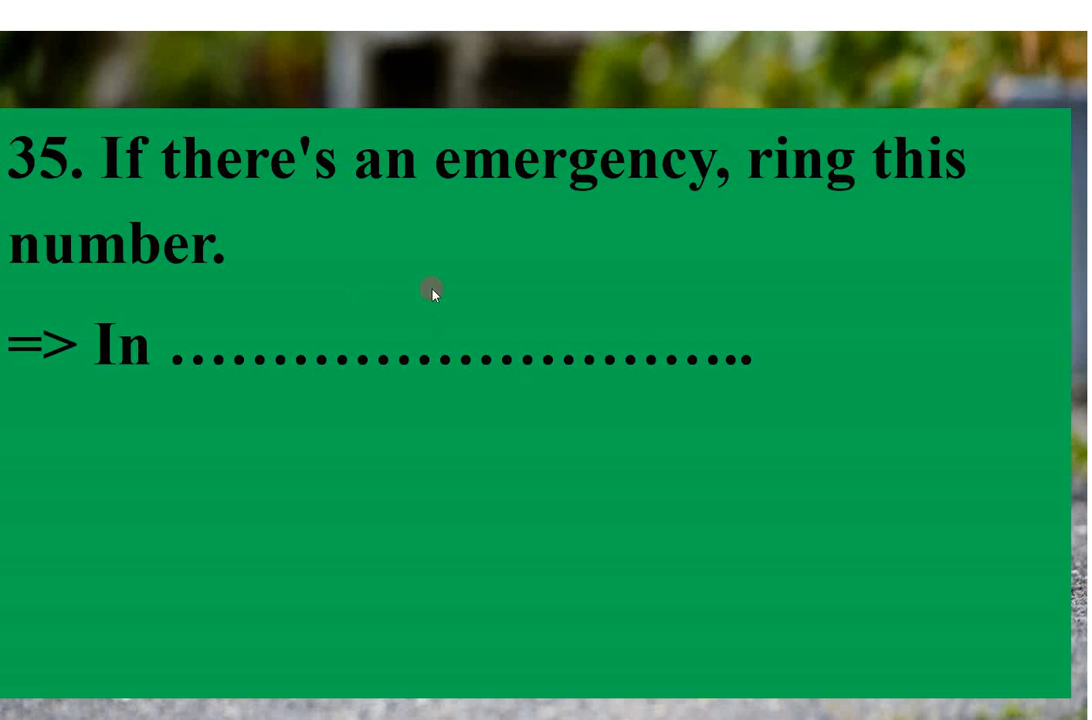 35. If there's an emergency, ring this
number.
=> In …………………………..